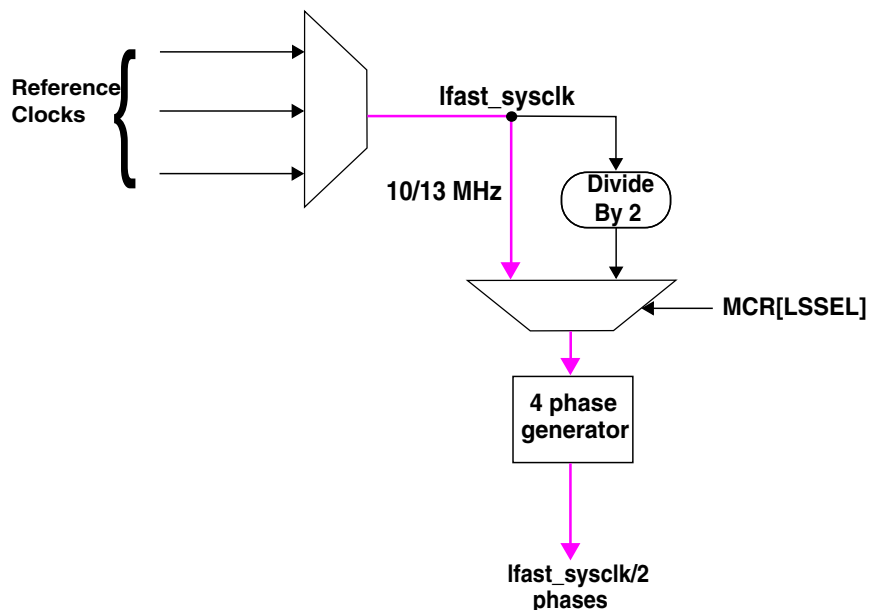 Reference
Clocks
lfast_sysclk
10/13 MHz
Divide
By 2
MCR[LSSEL]
4 phase
generator
lfast_sysclk/2
phases